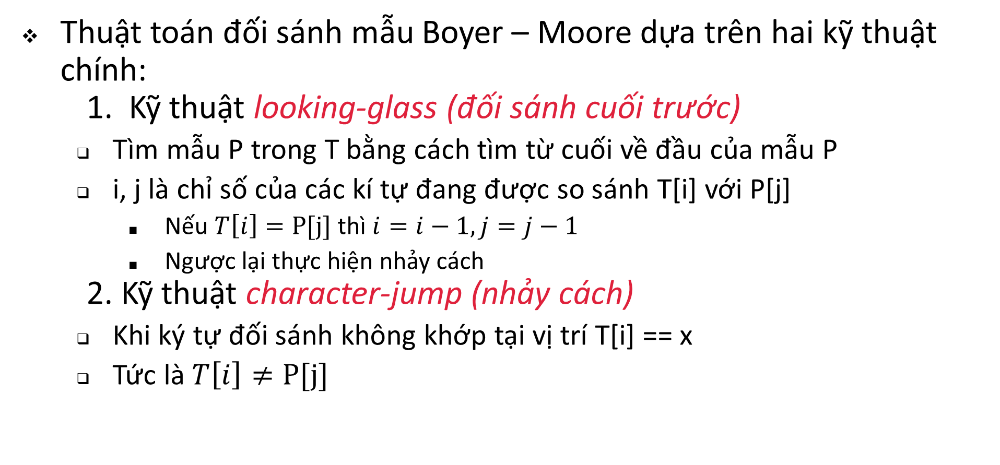 ❖ Thuật toán đối sánh mẫu Boyer – Moore dựa trên hai kỹ thuật
chính:
1. Kỹ thuật looking-glass (đối sánh cuối trước)
❑ Tìm mẫu P trong T bằng cách tìm từ cuối về đầu của mẫu P
❑ i, j là chỉ số của các kí tự đang được so sánh T[i] với P[j]
■ Nếu T[i] = P[j] thì i = i − 1, j = j − 1
■ Ngược lại thực hiện nhảy cách
2. Kỹ thuật character-jump (nhảy cách)
❑ Khi ký tự đối sánh không khớp tại vị trí T[i] == x
❑ Tức là T[i] ≠ P[j]